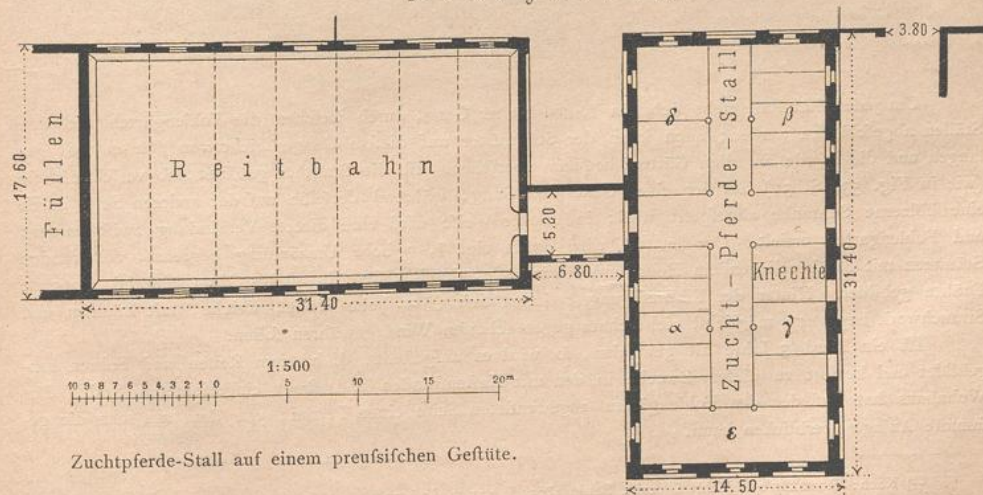 3.80
17.60
Füllen
Reitbahn
31.40
5.20
6.80
δ
β
Zucht-Pferde-Stall
Knechte
α
γ
ε
31.40
14.50
1:500
10 9 8 7 6 5 4 3 2 1 0 5 10 15 20m
Zuchtpferde-Stall auf einem preuſsiſchen Geſtüte.